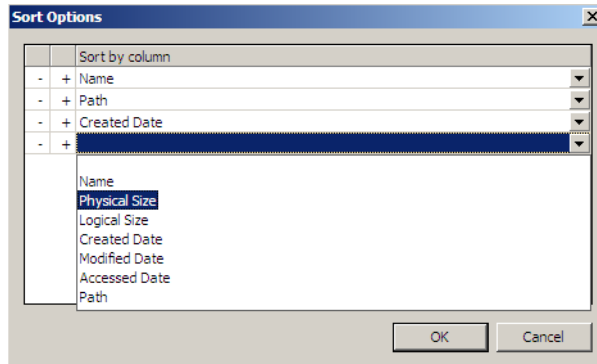 Sort Options
Sort by column
- + Name
- + Path
- + Created Date
- +
Name
Physical Size
Logical Size
Created Date
Modified Date
Accessed Date
Path
OK Cancel